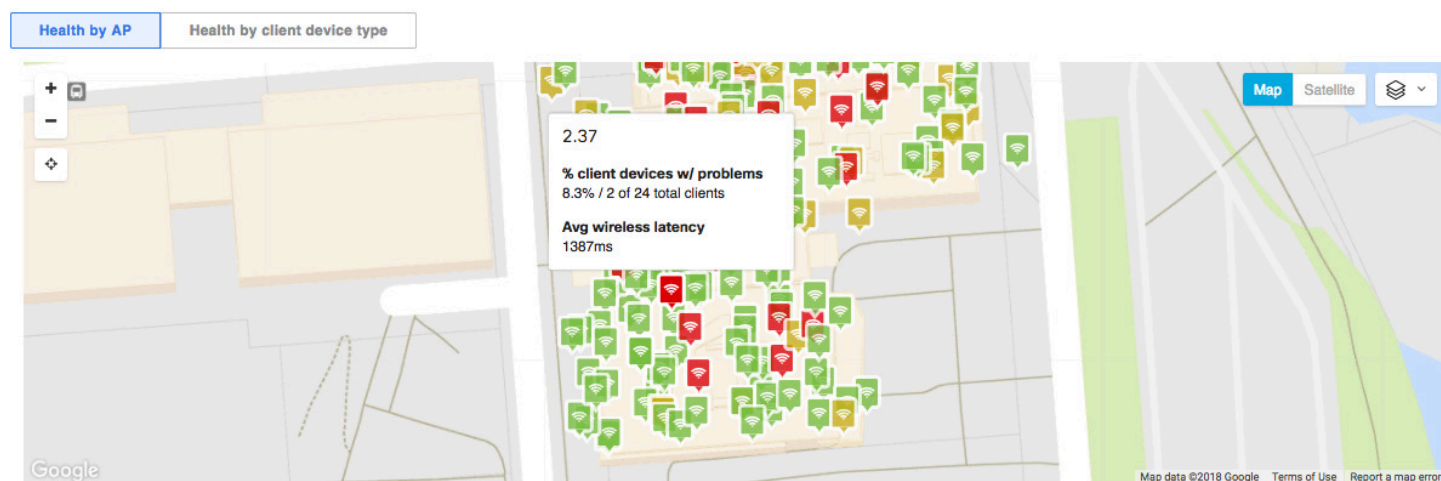 Health by AP
Health by client device type
+
−
Map
Satellite
2.37
% client devices w/ problems
8.3% / 2 of 24 total clients
Avg wireless latency
1387ms
Google
Map data ©2018 Google
Terms of Use
Report a map error